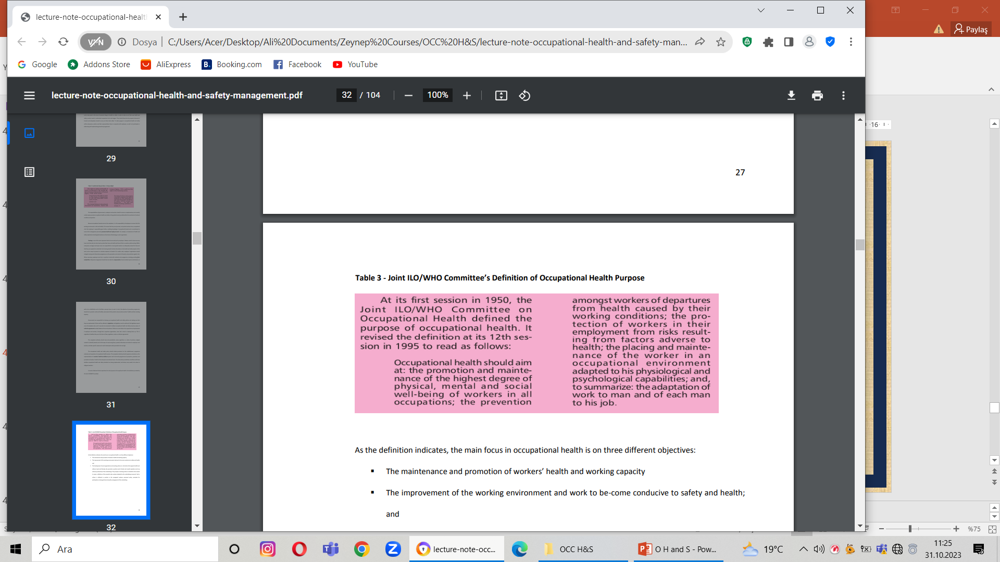 lecture-note-occupational-healt
Paylaş
VPN
Dosya
C:/Users/Acer/Desktop/Ali%20Documents/Zeynep%20Courses/OCC%20H&S/lecture-note-occupational-health-and-safety-man...
Google
Addons Store
AliExpress
Booking.com
Facebook
YouTube
lecture-note-occupational-health-and-safety-management.pdf
32 / 104
100%
16
29
30
31
32
27
Table 3 - Joint ILO/WHO Committee’s Definition of Occupational Health Purpose
At its first session in 1950, the
Joint ILO/WHO Committee on
Occupational Health defined the
purpose of occupational health. It
revised the definition at its 12th ses-
sion in 1995 to read as follows:
Occupational health should aim
at: the promotion and mainte-
nance of the highest degree of
physical, mental and social
well-being of workers in all
occupations; the prevention
amongst workers of departures
from health caused by their
working conditions; the pro-
tection of workers in their
employment from risks result-
ing from factors adverse to
health; the placing and mainte-
nance of the worker in an
occupational environment
adapted to his physiological and
psychological capabilities; and,
to summarize: the adaptation of
work to man and of each man
to his job.
As the definition indicates, the main focus in occupational health is on three different objectives:
▪ The maintenance and promotion of workers’ health and working capacity
▪ The improvement of the working environment and work to be-come conducive to safety and health;
and
%75
Ara
lecture-note-occ...
OCC H&S
O H and S - Pow...
19°C
11:25
31.10.2023